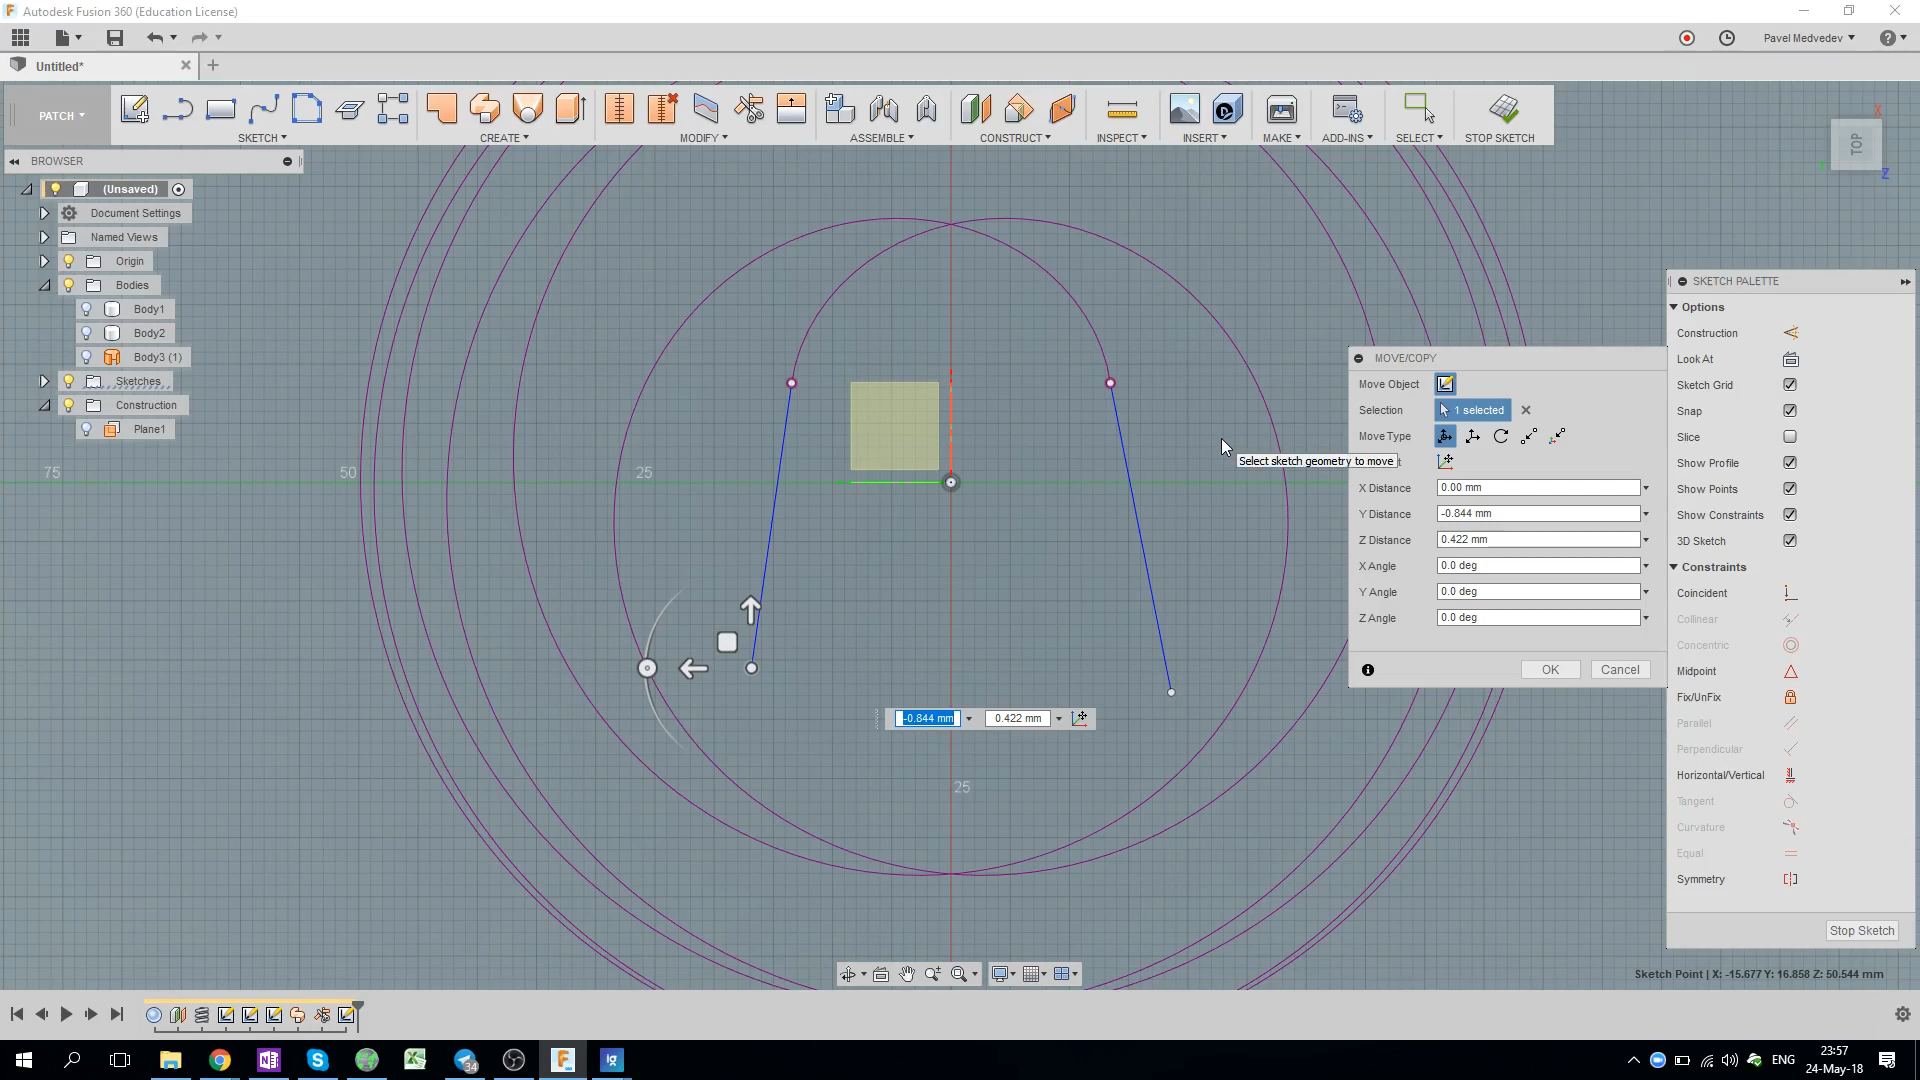 Autodesk Fusion 360 (Education License)
Pavel Medvedev
Untitled*
PATCH
SKETCH
CREATE
MODIFY
ASSEMBLE
CONSTRUCT
INSPECT
INSERT
MAKE
ADD-INS
SELECT
STOP SKETCH
TOP
X
Z
BROWSER
(Unsaved)
Document Settings
Named Views
Origin
Bodies
Body1
Body2
Body3 (1)
Sketches
Construction
Plane1
75
50
25
25
MOVE/COPY
Move Object
Selection
1 selected
Move Type
Select sketch geometry to move
X Distance 0.00 mm
Y Distance -0.844 mm
Z Distance 0.422 mm
X Angle 0.0 deg
Y Angle 0.0 deg
Z Angle 0.0 deg
OK
Cancel
-0.844 mm
0.422 mm
SKETCH PALETTE
Options
Construction
Look At
Sketch Grid
Snap
Slice
Show Profile
Show Points
Show Constraints
3D Sketch
Constraints
Coincident
Collinear
Concentric
Midpoint
Fix/UnFix
Parallel
Perpendicular
Horizontal/Vertical
Tangent
Curvature
Equal
Symmetry
Stop Sketch
Sketch Point | X: -15.677 Y: 16.858 Z: 50.544 mm
34
Ig
ENG
23:57
24-May-18